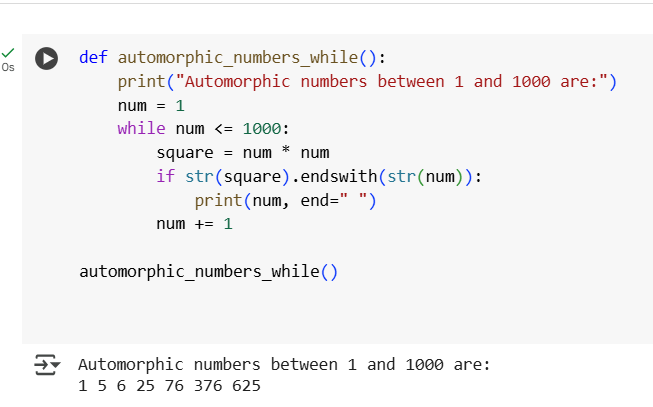 0s
def automorphic_numbers_while():
    print("Automorphic numbers between 1 and 1000 are:")
    num = 1
    while num <= 1000:
        square = num * num
        if str(square).endswith(str(num)):
            print(num, end=" ")
        num += 1
automorphic_numbers_while()
Automorphic numbers between 1 and 1000 are:
1 5 6 25 76 376 625